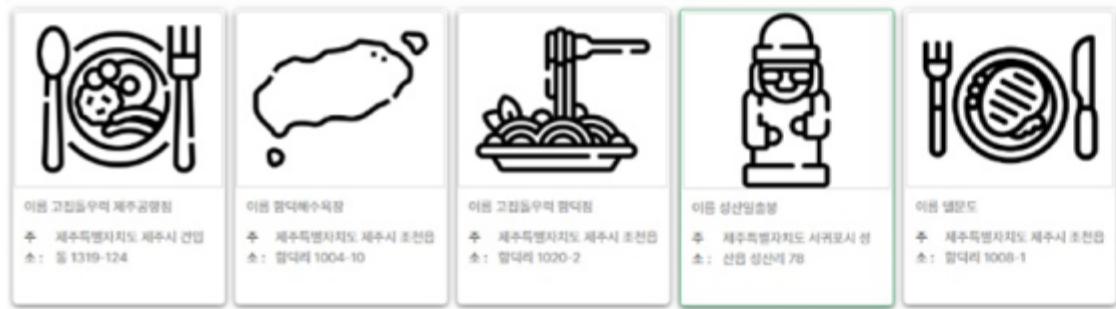 이름 고집돌우럭 제주공항점
주 제주특별자치도 제주시 건입
소 : 동 1319-124
이름 함덕해수욕장
주 제주특별자치도 제주시 조천읍
소 : 함덕리 1004-10
이름 고집돌우럭 함덕점
주 제주특별자치도 제주시 조천읍
소 : 함덕리 1020-2
이름 성산일출봉
주 제주특별자치도 서귀포시 성
소 : 산읍 성산리 78
이름 델문도
주 제주특별자치도 제주시 조천읍
소 : 함덕리 1008-1